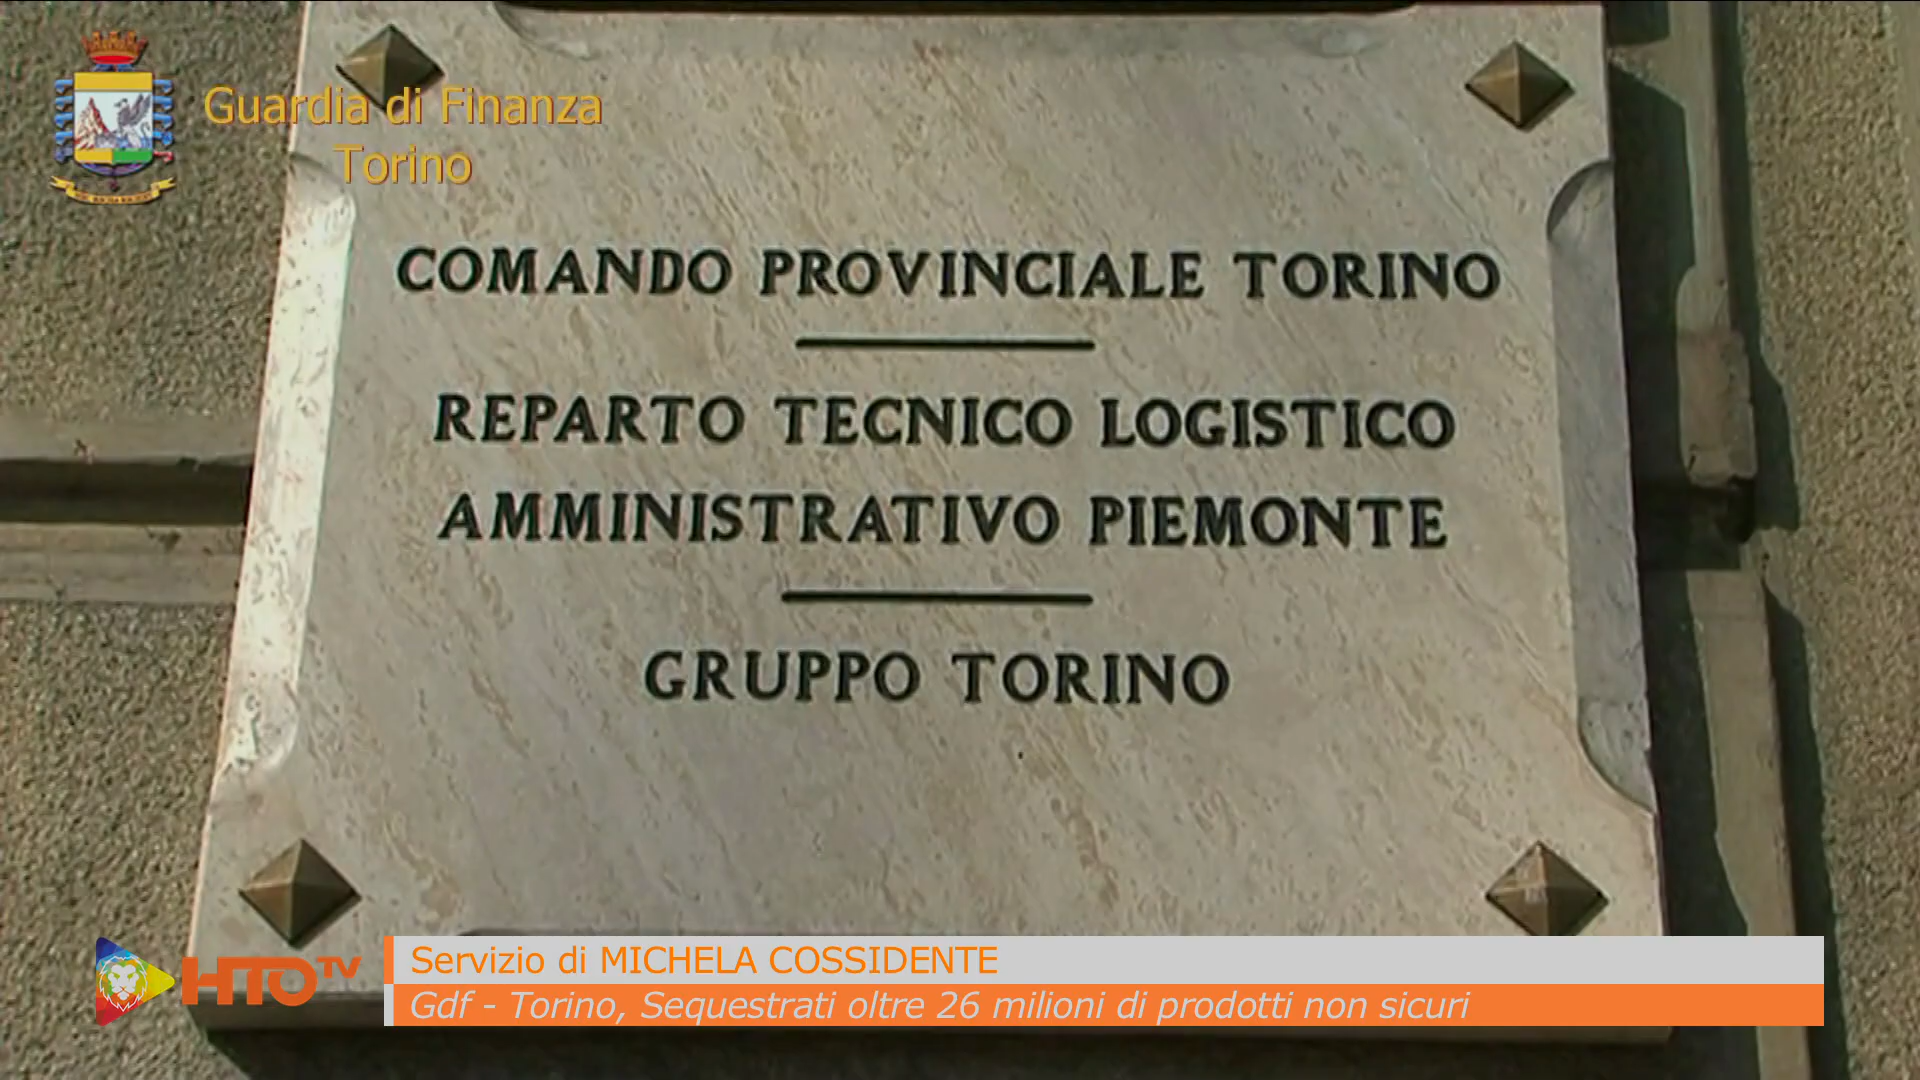 Guardia di Finanza
Torino
COMANDO PROVINCIALE TORINO
REPARTO TECNICO LOGISTICO
AMMINISTRATIVO PIEMONTE
GRUPPO TORINO
HTO TV
Servizio di MICHELA COSSIDENTE
Gdf - Torino, Sequestrati oltre 26 milioni di prodotti non sicuri